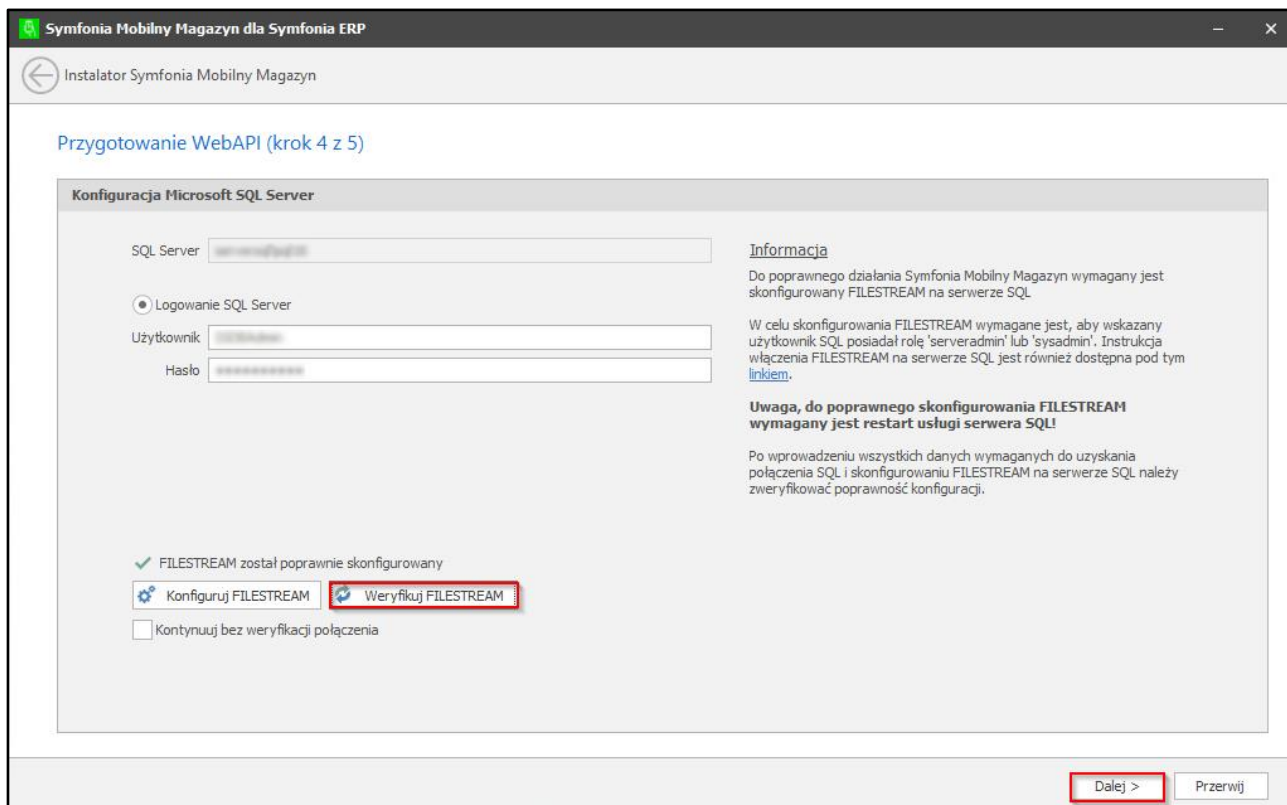 Symfonia Mobilny Magazyn dla Symfonia ERP
Instalator Symfonia Mobilny Magazyn
Przygotowanie WebAPI (krok 4 z 5)
Konfiguracja Microsoft SQL Server
SQL Server
Logowanie SQL Server
Użytkownik
Hasło
Informacja
Do poprawnego działania Symfonia Mobilny Magazyn wymagany jest
skonfigurowany FILESTREAM na serwerze SQL
W celu skonfigurowania FILESTREAM wymagane jest, aby wskazany
użytkownik SQL posiadał rolę 'serveradmin' lub 'sysadmin'. Instrukcja
włączenia FILESTREAM na serwerze SQL jest również dostępna pod tym
linkiem.
Uwaga, do poprawnego skonfigurowania FILESTREAM
wymagany jest restart usługi serwera SQL!
Po wprowadzeniu wszystkich danych wymaganych do uzyskania
połączenia SQL i skonfigurowaniu FILESTREAM na serwerze SQL należy
zweryfikować poprawność konfiguracji.
FILESTREAM został poprawnie skonfigurowany
Konfiguruj FILESTREAM
Weryfikuj FILESTREAM
Kontynuuj bez weryfikacji połączenia
Dalej >
Przerwij